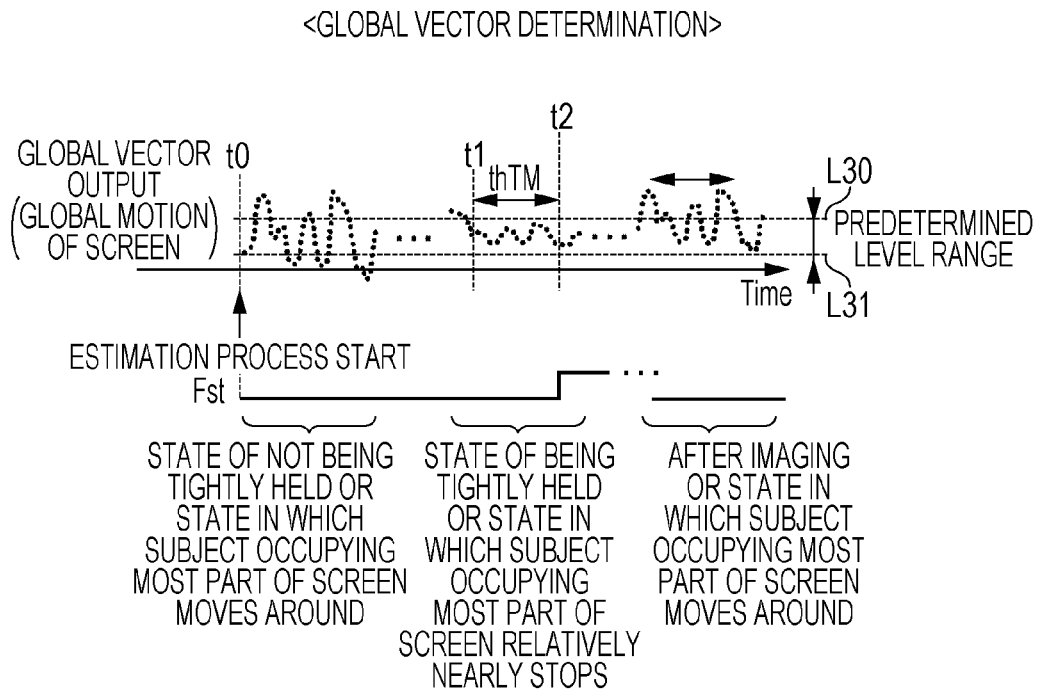 <GLOBAL VECTOR DETERMINATION>
GLOBAL VECTOR
OUTPUT
(GLOBAL MOTION
OF SCREEN)
t0
t1
thTM
t2
L30
PREDETERMINED
LEVEL RANGE
L31
Time
ESTIMATION PROCESS START
Fst
STATE OF NOT BEING
TIGHTLY HELD OR
STATE IN WHICH
SUBJECT OCCUPYING
MOST PART OF SCREEN
MOVES AROUND
STATE OF BEING
TIGHTLY HELD
OR STATE IN
WHICH SUBJECT
OCCUPYING
MOST PART OF
SCREEN RELATIVELY
NEARLY STOPS
AFTER IMAGING
OR STATE IN
WHICH SUBJECT
OCCUPYING MOST
PART OF SCREEN
MOVES AROUND